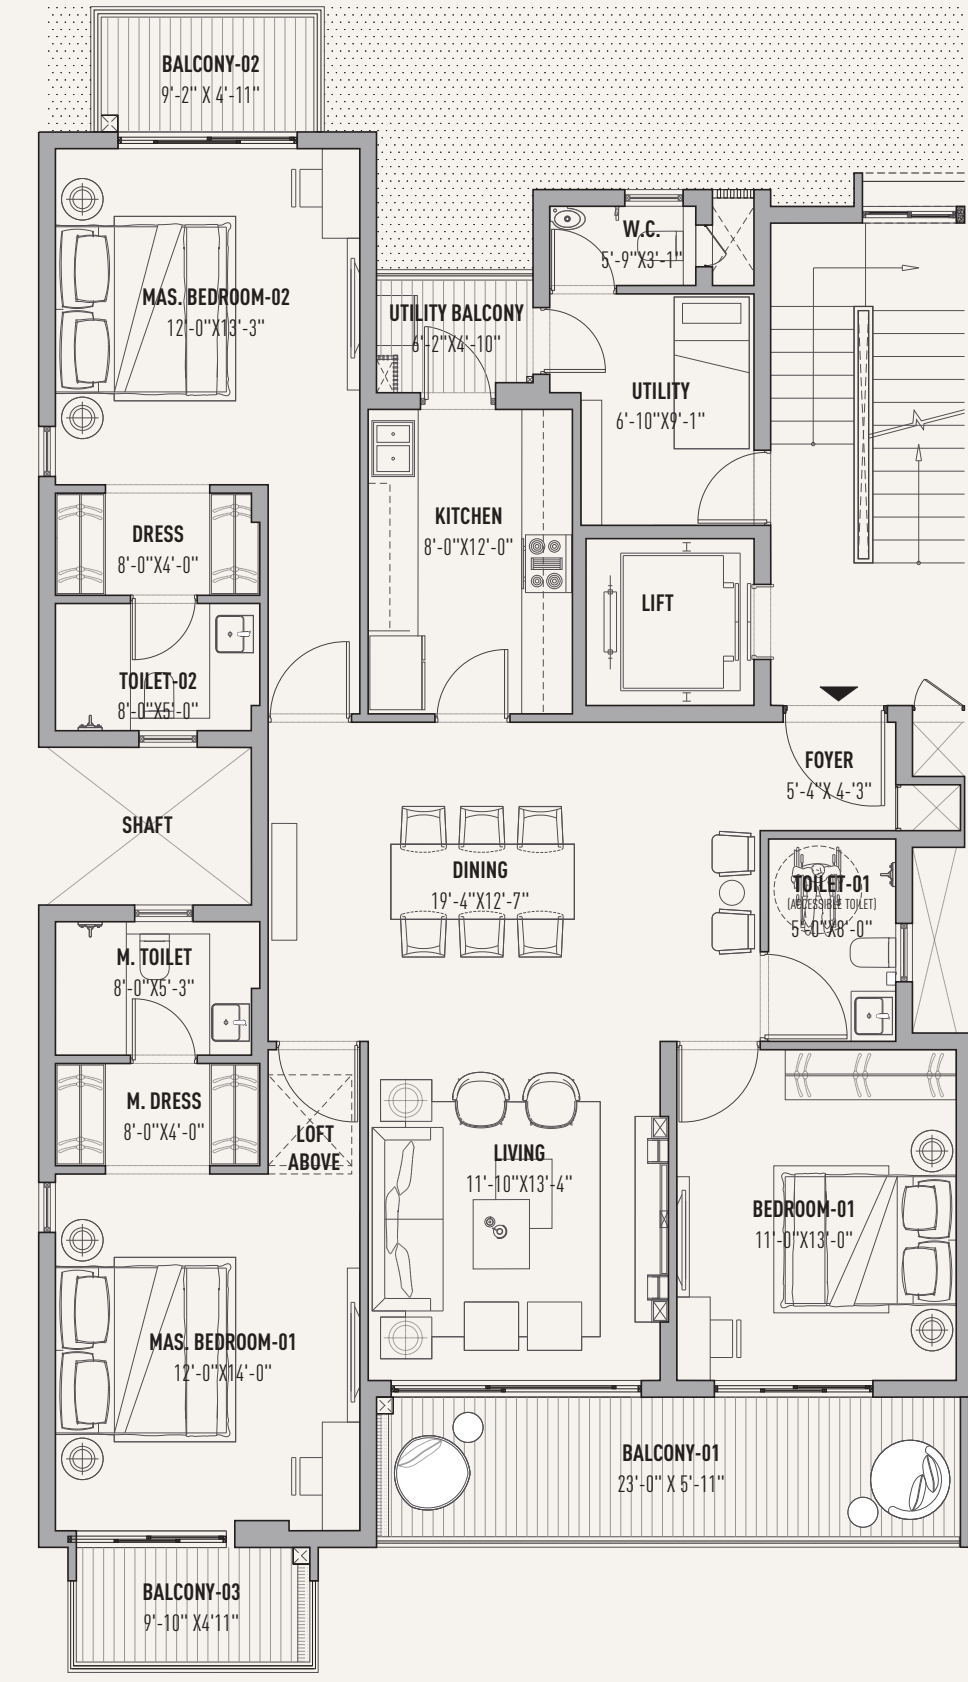 BALCONY-02
9'-2" X 4'-11"
W.C.
5'-9"X3'-1"
MAS. BEDROOM-02
12'-0"X13'-3"
UTILITY BALCONY
6'-2"X4'-10"
UTILITY
6'-10"X9'-1"
DRESS
8'-0"X4'-0"
KITCHEN
8'-0"X12'-0"
LIFT
TOILET-02
8'-0"X5'-0"
FOYER
5'-4"X 4-'3"
SHAFT
DINING
19'-4"X12'-7"
TOILET-01
(ACCESSIBLE TOILET)
5'-0"X8'-0"
M. TOILET
8'-0"X5'-3"
M. DRESS
8'-0"X4'-0"
LOFT
ABOVE
LIVING
11'-10"X13'-4"
BEDROOM-01
11'-0"X13'-0"
MAS. BEDROOM-01
12'-0"X14'-0"
BALCONY-01
23'-0" X 5'-11"
BALCONY-03
9'-10" X4'11"